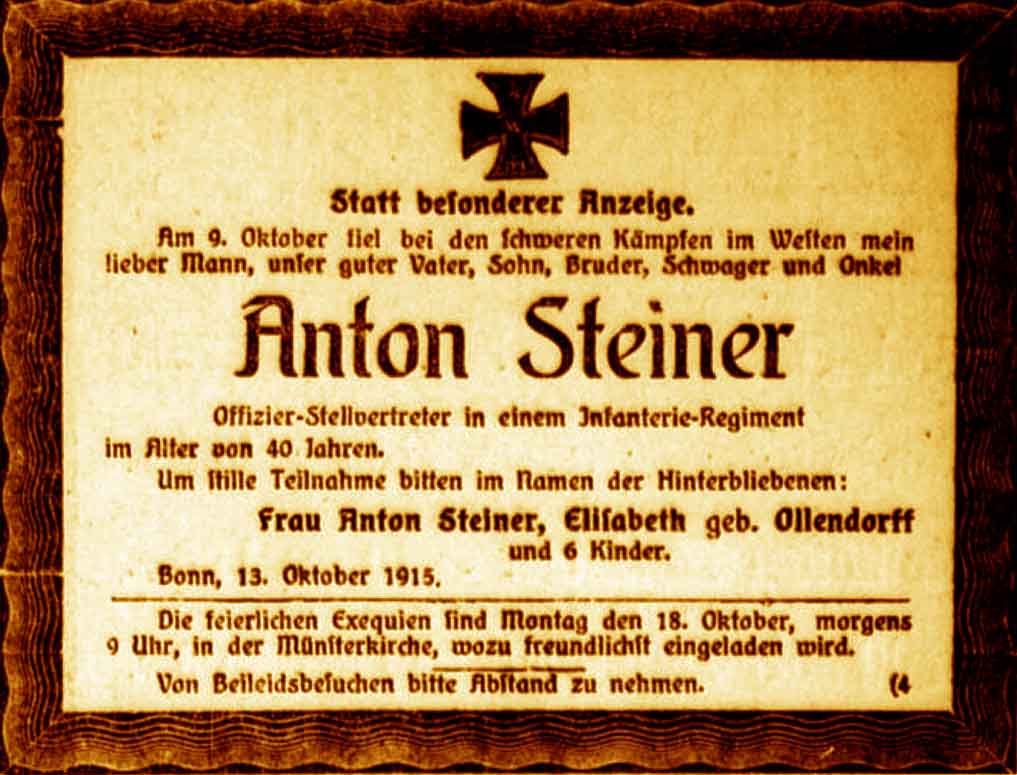 Statt beſonderer Anzeige.
Am 9. Oktober fiel bei den ſchweren Kämpfen im Weſten mein
lieber Mann, unſer guter Vater, Sohn, Bruder, Schwager und Onkel
Anton Steiner
Offizier-Stellvertreter in einem Infanterie-Regiment
im Alter von 40 Jahren.
Um ſtille Teilnahme bitten im Namen der Hinterbliebenen:
Frau Anton Steiner, Eliſabeth geb. Ollendorff
und 6 Kinder.
Bonn, 13. Oktober 1915.
Die feierlichen Exequien ſind Montag den 18. Oktober, morgens
9 Uhr, in der Münſterkirche, wozu freundlichſt eingeladen wird.
Von Beileidsbeſuchen bitte Abſtand zu nehmen. (4